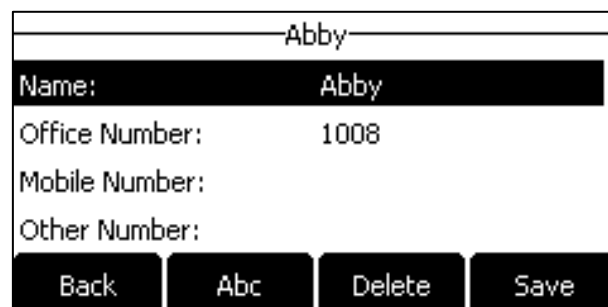 Abby
Name: Abby
Office Number: 1008
Mobile Number:
Other Number:
Back Abc Delete Save